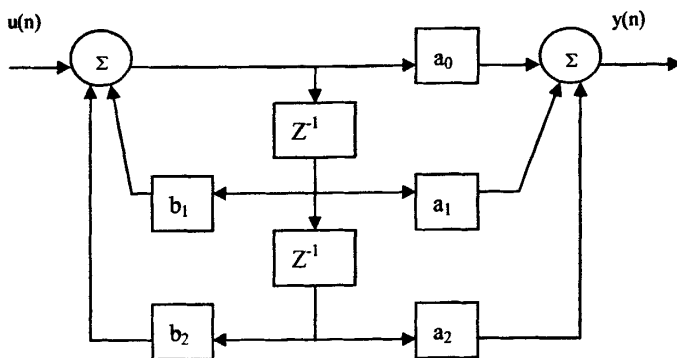 u(n)
y(n)
Σ
a₀
Σ
Z⁻¹
b₁
a₁
Z⁻¹
b₂
a₂